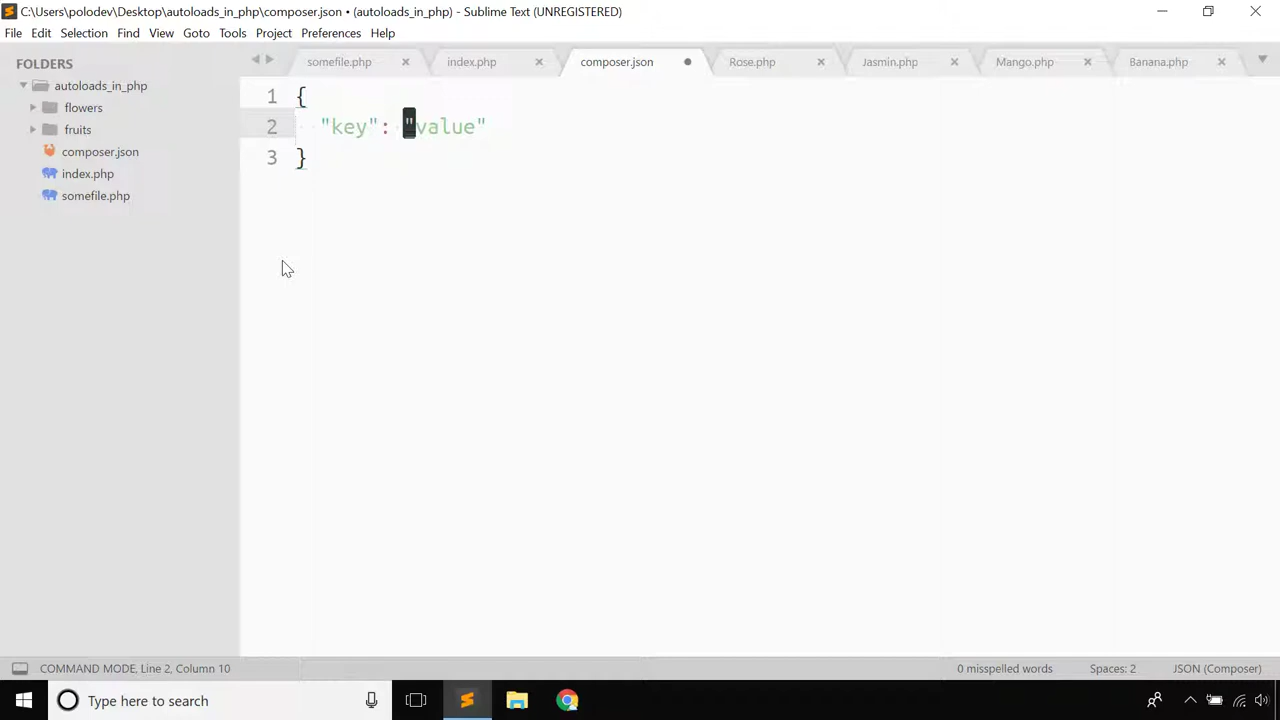 C:\Users\polodev\Desktop\autoloads_in_php\composer.json • (autoloads_in_php) - Sublime Text (UNREGISTERED)
File Edit Selection Find View Goto Tools Project Preferences Help
FOLDERS
autoloads_in_php
flowers
fruits
composer.json
index.php
somefile.php
somefile.php index.php composer.json Rose.php Jasmin.php Mango.php Banana.php
1 {
2 "key": "value"
3 }
COMMAND MODE, Line 2, Column 10 0 misspelled words Spaces: 2 JSON (Composer)
Type here to search